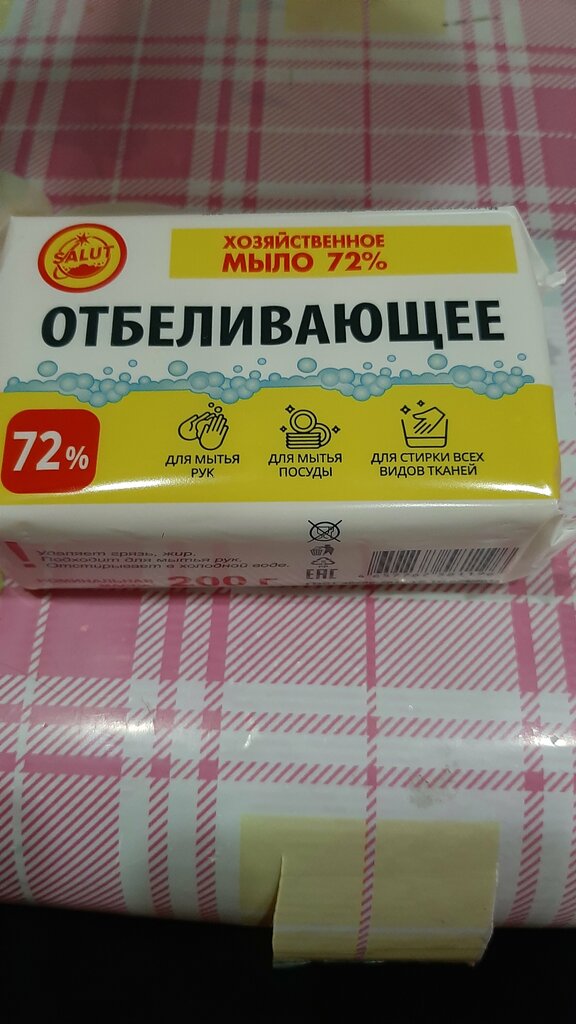 SALUT
ХОЗЯЙСТВЕННОЕ
МЫЛО 72%
ОТБЕЛИВАЮЩЕЕ
72%
ДЛЯ МЫТЬЯ
РУК
ДЛЯ МЫТЬЯ
ПОСУДЫ
ДЛЯ СТИРКИ ВСЕХ
ВИДОВ ТКАНЕЙ
! Удаляет грязь, жир.
Подходит для мытья рук.
Отстирывает в холодной воде.
НОМИНАЛЬНАЯ
200 г
EAC